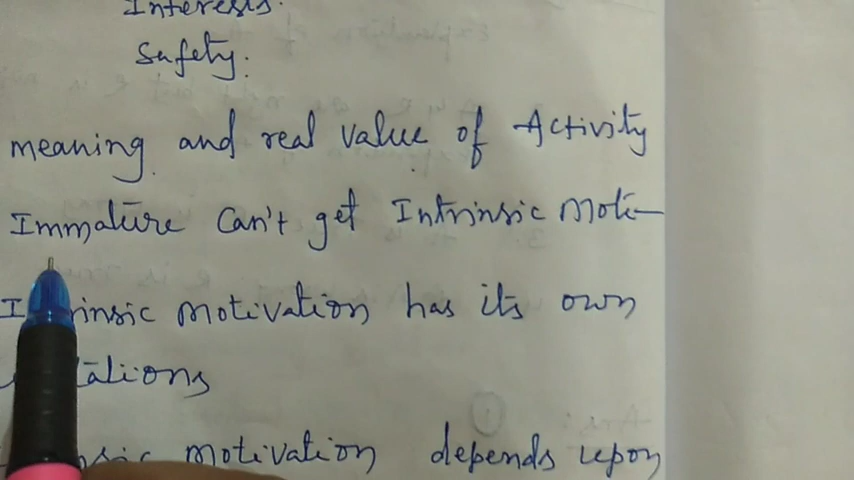 Interests.
Safety.
meaning and real value of Activity
Immature can't get Intrinsic Moti-
motivation has its own
motivation depends upon